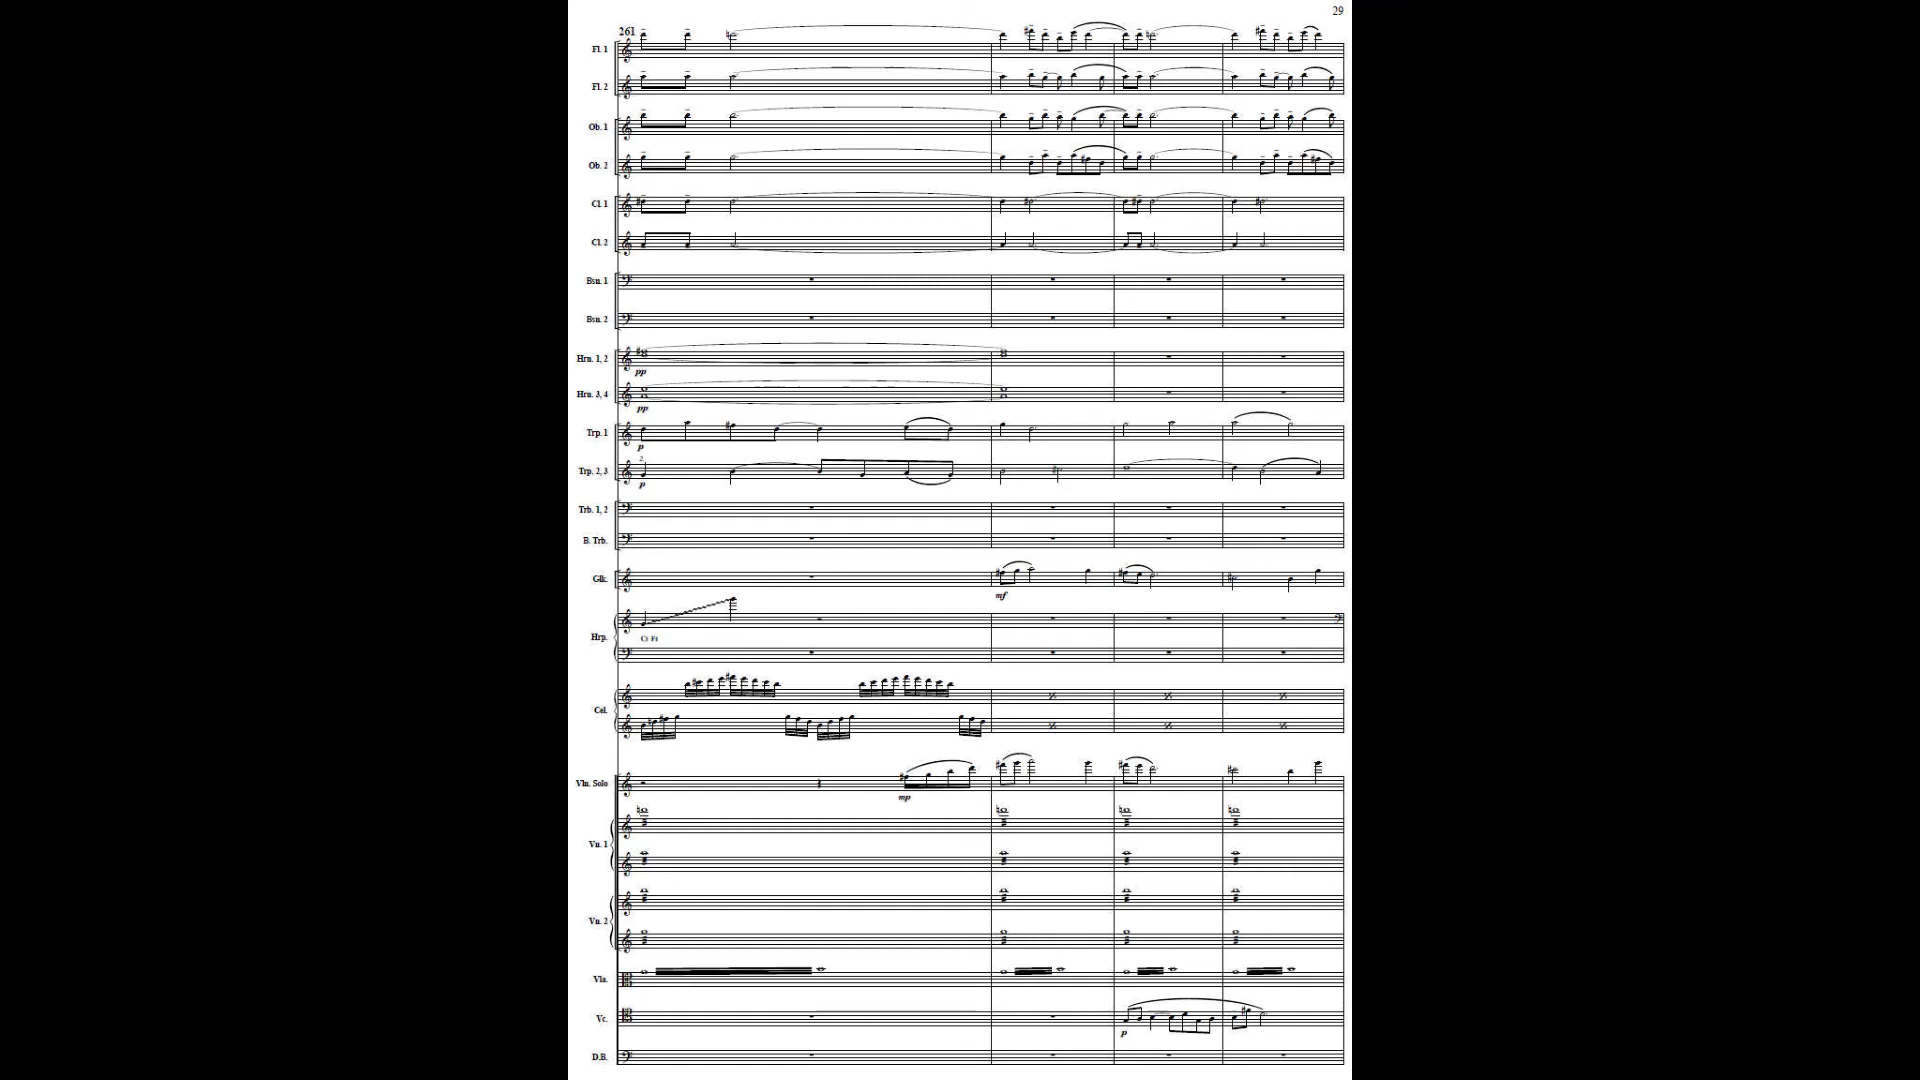 29
261
Fl. 1
Fl. 2
Ob. 1
Ob. 2
Cl. 1
Cl. 2
Bsn. 1
Bsn. 2
Hrn. 1, 2
pp
Hrn. 3, 4
pp
Trp. 1
p
2.
Trp. 2, 3
p
Trb. 1, 2
B. Trb.
Glk.
mf
Hrp.
Cel.
Vln. Solo
mp
Vn. 1
Vn. 2
Vla.
Vc.
p
D.B.